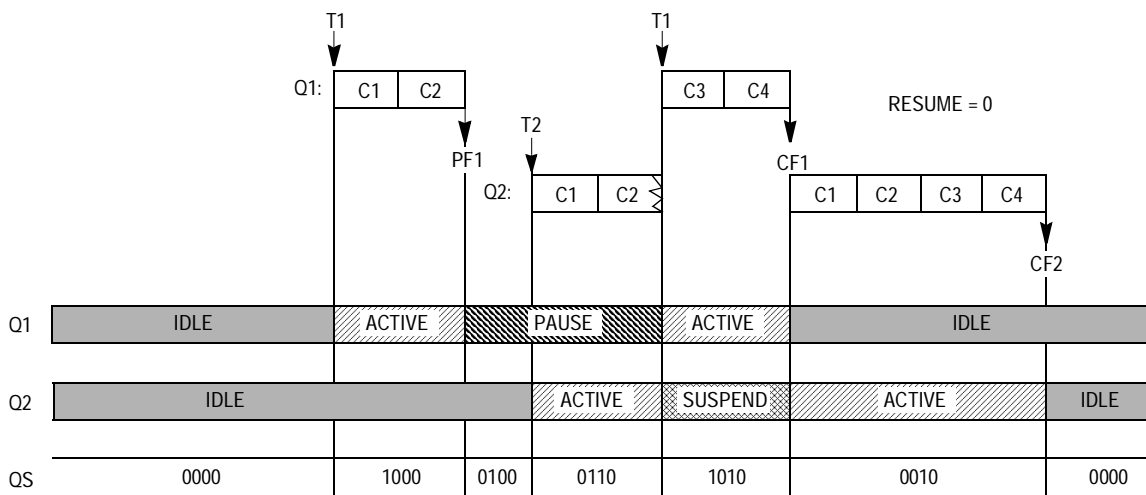 T1 T1
Q1: C1 C2 C3 C4 RESUME = 0
T2
PF1 CF1
Q2: C1 C2 C1 C2 C3 C4
CF2
Q1 IDLE ACTIVE PAUSE ACTIVE IDLE
Q2 IDLE ACTIVE SUSPEND ACTIVE IDLE
QS 0000 1000 0100 0110 1010 0010 0000